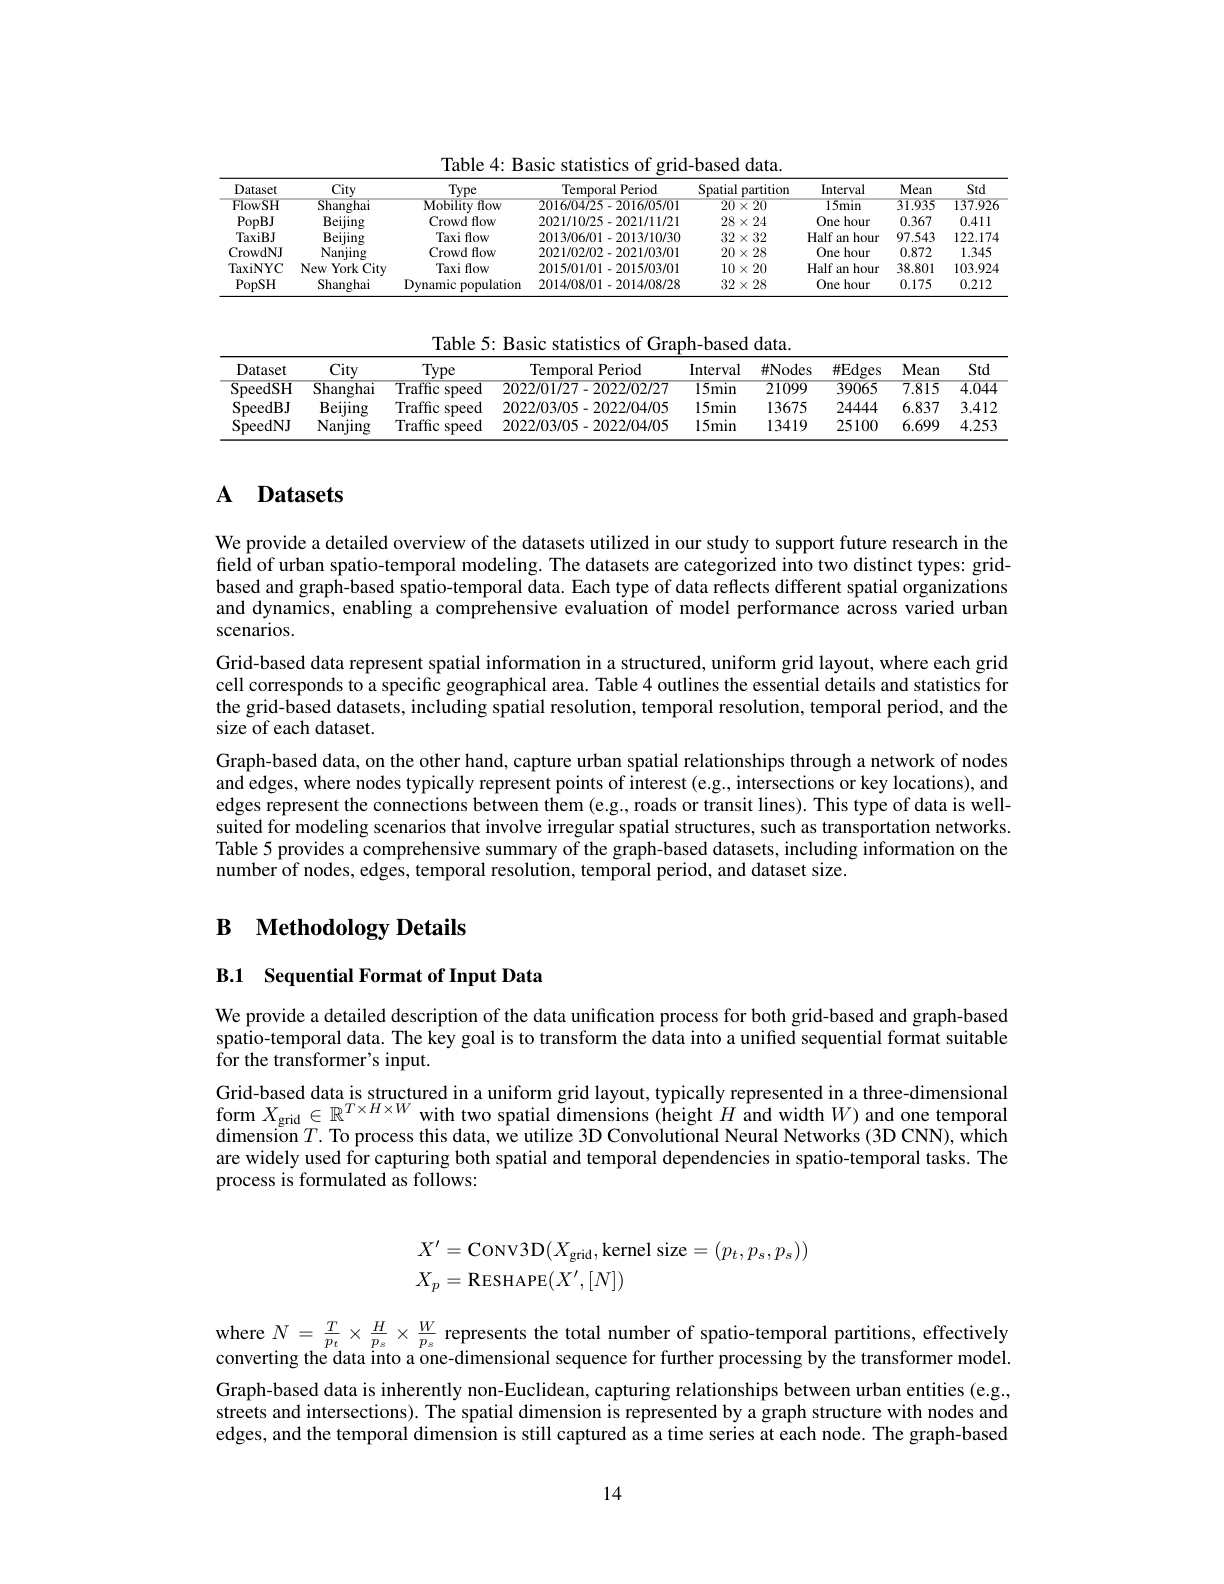 Table 4: Basic statistics of grid-based data.
Dataset City Type Temporal Period Spatial partition Interval Mean Std
FlowSH Shanghai Mobility flow 2016/04/25 - 2016/05/01 20 × 20 15min 31.935 137.926
PopBJ Beijing Crowd flow 2021/10/25 - 2021/11/21 28 × 24 One hour 0.367 0.411
TaxiBJ Beijing Taxi flow 2013/06/01 - 2013/10/30 32 × 32 Half an hour 97.543 122.174
CrowdNJ Nanjing Crowd flow 2021/02/02 - 2021/03/01 20 × 28 One hour 0.872 1.345
TaxiNYC New York City Taxi flow 2015/01/01 - 2015/03/01 10 × 20 Half an hour 38.801 103.924
PopSH Shanghai Dynamic population 2014/08/01 - 2014/08/28 32 × 28 One hour 0.175 0.212
Table 5: Basic statistics of Graph-based data.
Dataset City Type Temporal Period Interval #Nodes #Edges Mean Std
SpeedSH Shanghai Traffic speed 2022/01/27 - 2022/02/27 15min 21099 39065 7.815 4.044
SpeedBJ Beijing Traffic speed 2022/03/05 - 2022/04/05 15min 13675 24444 6.837 3.412
SpeedNJ Nanjing Traffic speed 2022/03/05 - 2022/04/05 15min 13419 25100 6.699 4.253
A Datasets
We provide a detailed overview of the datasets utilized in our study to support future research in the
field of urban spatio-temporal modeling. The datasets are categorized into two distinct types: grid-
based and graph-based spatio-temporal data. Each type of data reflects different spatial organizations
and dynamics, enabling a comprehensive evaluation of model performance across varied urban
scenarios.
Grid-based data represent spatial information in a structured, uniform grid layout, where each grid
cell corresponds to a specific geographical area. Table 4 outlines the essential details and statistics for
the grid-based datasets, including spatial resolution, temporal resolution, temporal period, and the
size of each dataset.
Graph-based data, on the other hand, capture urban spatial relationships through a network of nodes
and edges, where nodes typically represent points of interest (e.g., intersections or key locations), and
edges represent the connections between them (e.g., roads or transit lines). This type of data is well-
suited for modeling scenarios that involve irregular spatial structures, such as transportation networks.
Table 5 provides a comprehensive summary of the graph-based datasets, including information on the
number of nodes, edges, temporal resolution, temporal period, and dataset size.
B Methodology Details
B.1 Sequential Format of Input Data
We provide a detailed description of the data unification process for both grid-based and graph-based
spatio-temporal data. The key goal is to transform the data into a unified sequential format suitable
for the transformer's input.
Grid-based data is structured in a uniform grid layout, typically represented in a three-dimensional
form $X_{\text{grid}} \in \mathbb{R}^{T \times H \times W}$ with two spatial dimensions (height $H$ and width $W$) and one temporal
dimension $T$. To process this data, we utilize 3D Convolutional Neural Networks (3D CNN), which
are widely used for capturing both spatial and temporal dependencies in spatio-temporal tasks. The
process is formulated as follows:
$X' = \text{CONV3D}(X_{\text{grid}}, \text{kernel size} = (p_t, p_s, p_s))$
$X_p = \text{RESHAPE}(X', [N])$
where $N = \frac{T}{p_t} \times \frac{H}{p_s} \times \frac{W}{p_s}$ represents the total number of spatio-temporal partitions, effectively
converting the data into a one-dimensional sequence for further processing by the transformer model.
Graph-based data is inherently non-Euclidean, capturing relationships between urban entities (e.g.,
streets and intersections). The spatial dimension is represented by a graph structure with nodes and
edges, and the temporal dimension is still captured as a time series at each node. The graph-based
14